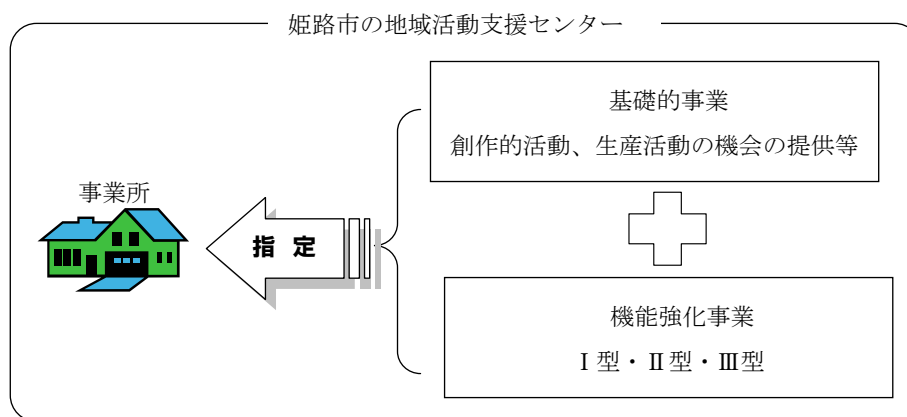 姫路市の地域活動支援センター
基礎的事業
創作的活動、生産活動の機会の提供等
事業所
指 定
機能強化事業
Ⅰ型・Ⅱ型・Ⅲ型